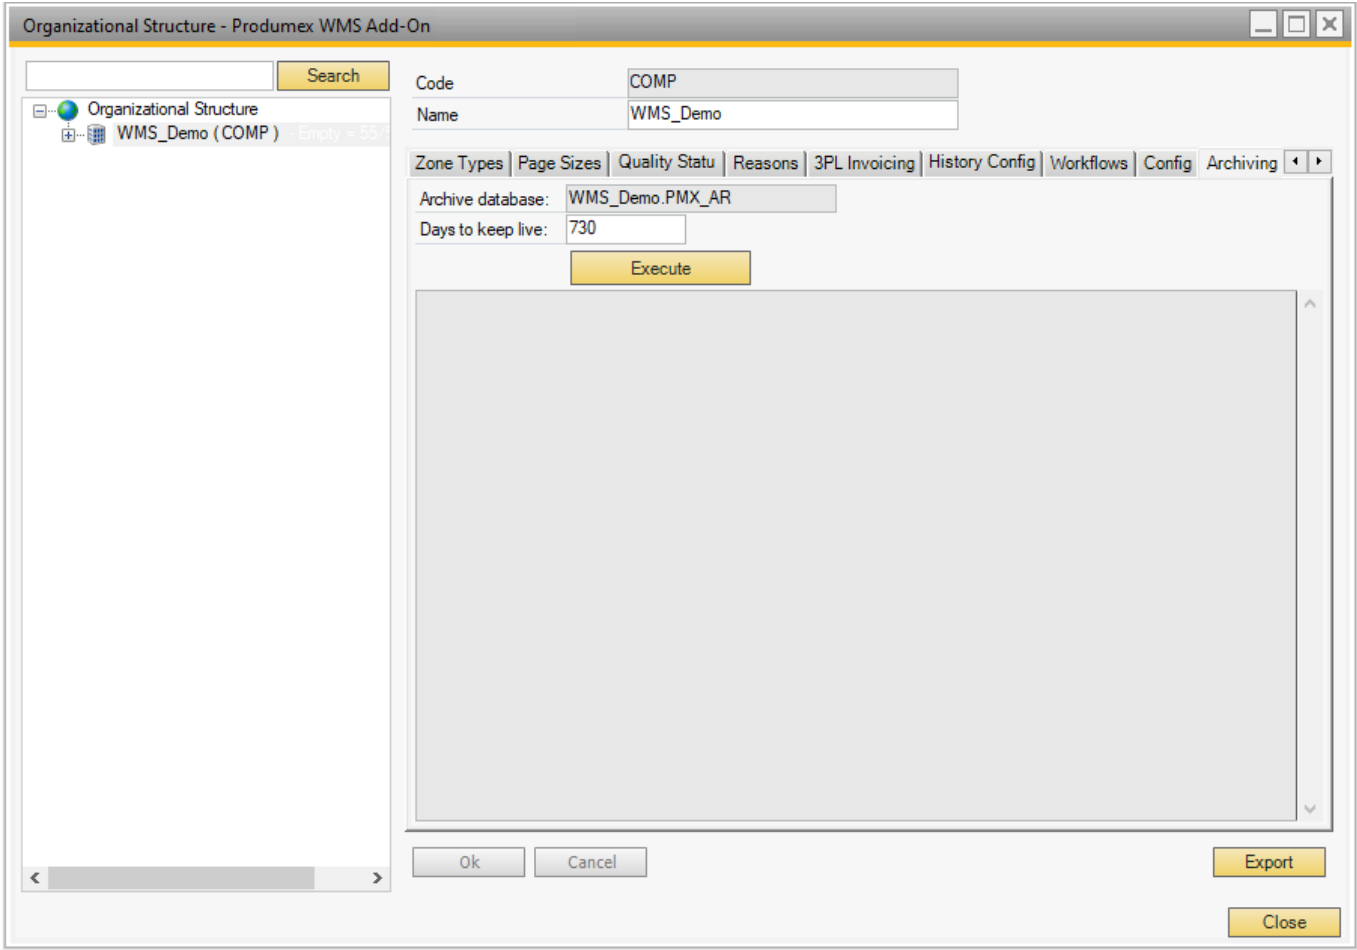 Organizational Structure - Produmex WMS Add-On
Search
Organizational Structure
WMS_Demo ( COMP ) - Empty = 55/
Code COMP
Name WMS_Demo
Zone Types Page Sizes Quality Statu Reasons 3PL Invoicing History Config Workflows Config Archiving
Archive database: WMS_Demo.PMX_AR
Days to keep live: 730
Execute
Ok Cancel Export
Close